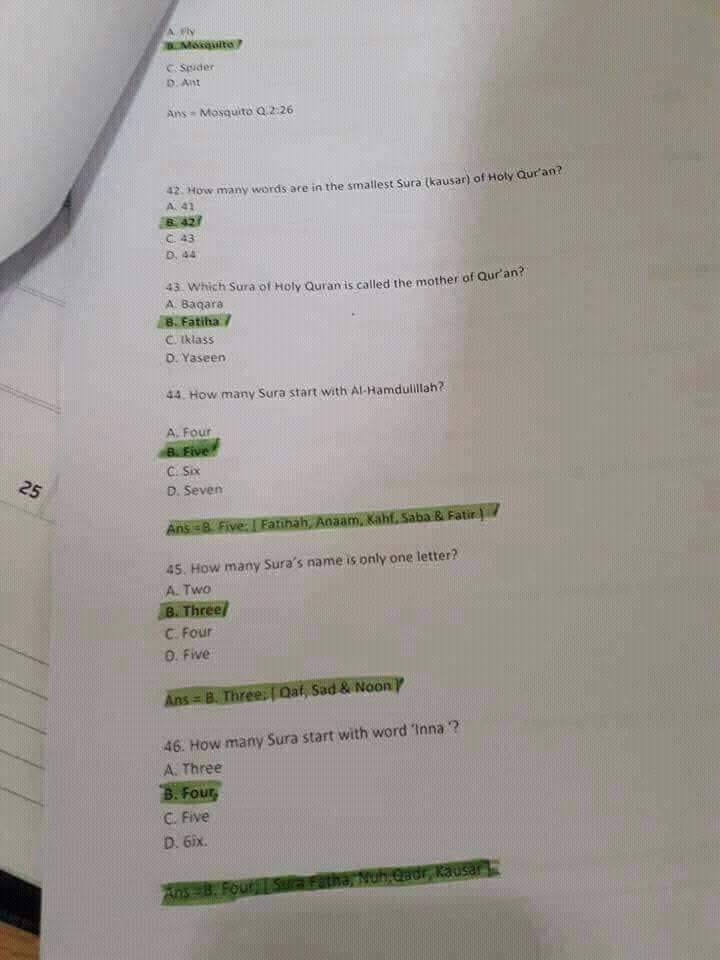 A. Fly
B. Mosquito
C. Spider
D. Ant
Ans = Mosquito Q.2:26
42. How many words are in the smallest Sura (kausar) of Holy Qur'an?
A. 41
B. 42
C. 43
D. 44
43. Which Sura of Holy Quran is called the mother of Qur'an?
A. Baqara
B. Fatiha
C. Iklass
D. Yaseen
44. How many Sura start with Al-Hamdulillah?
A. Four
B. Five
C. Six
D. Seven
Ans =B. Five: [ Fatihah, Anaam, Kahf, Saba & Fatir ]
45. How many Sura's name is only one letter?
A. Two
B. Three
C. Four
D. Five
Ans = B. Three; [ Qaf, Sad & Noon ]
46. How many Sura start with word 'Inna '?
A. Three
B. Four,
C. Five
D. 6ix.
Ans =B. Four; [ Sura Fatha, Nuh,Qadr, Kausar ]
25